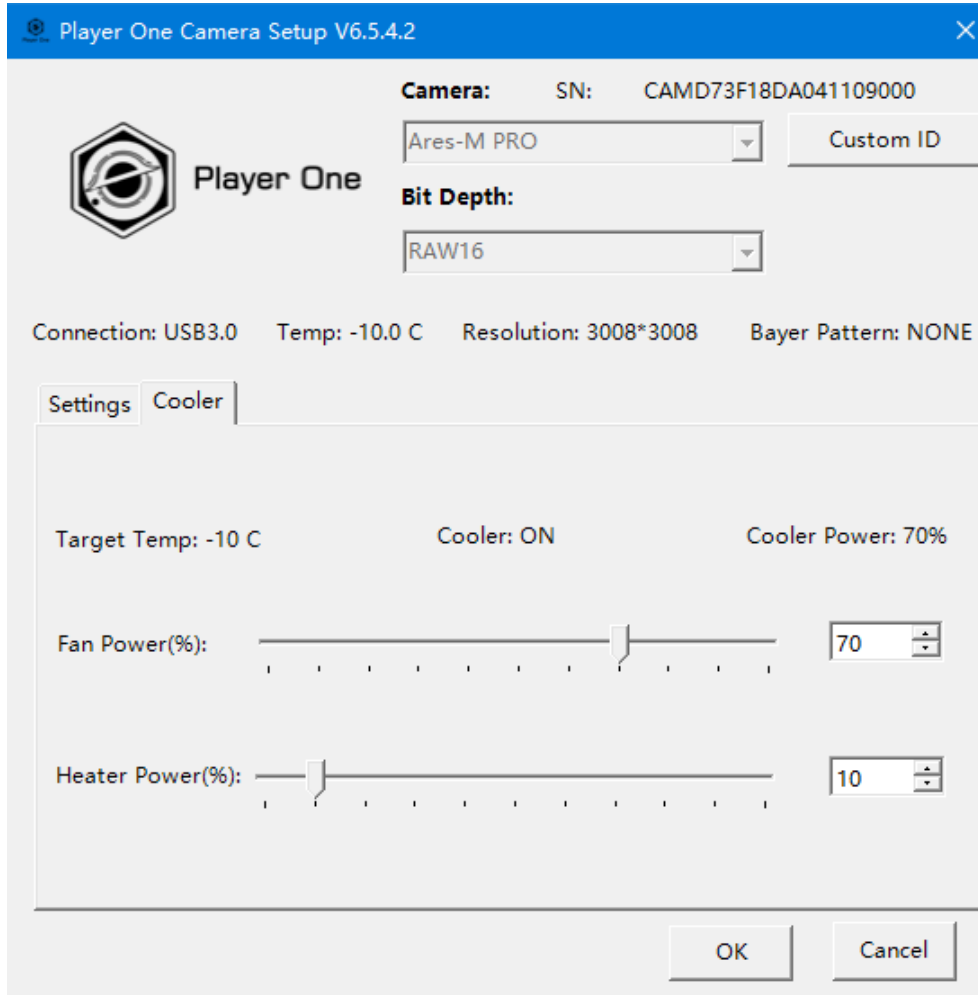 Player One Camera Setup V6.5.4.2
Camera: SN: CAMD73F18DA041109000
Ares-M PRO Custom ID
Player One
Bit Depth:
RAW16
Connection: USB3.0 Temp: -10.0 C Resolution: 3008*3008 Bayer Pattern: NONE
Settings Cooler
Target Temp: -10 C Cooler: ON Cooler Power: 70%
Fan Power(%): 70
Heater Power(%): 10
OK Cancel